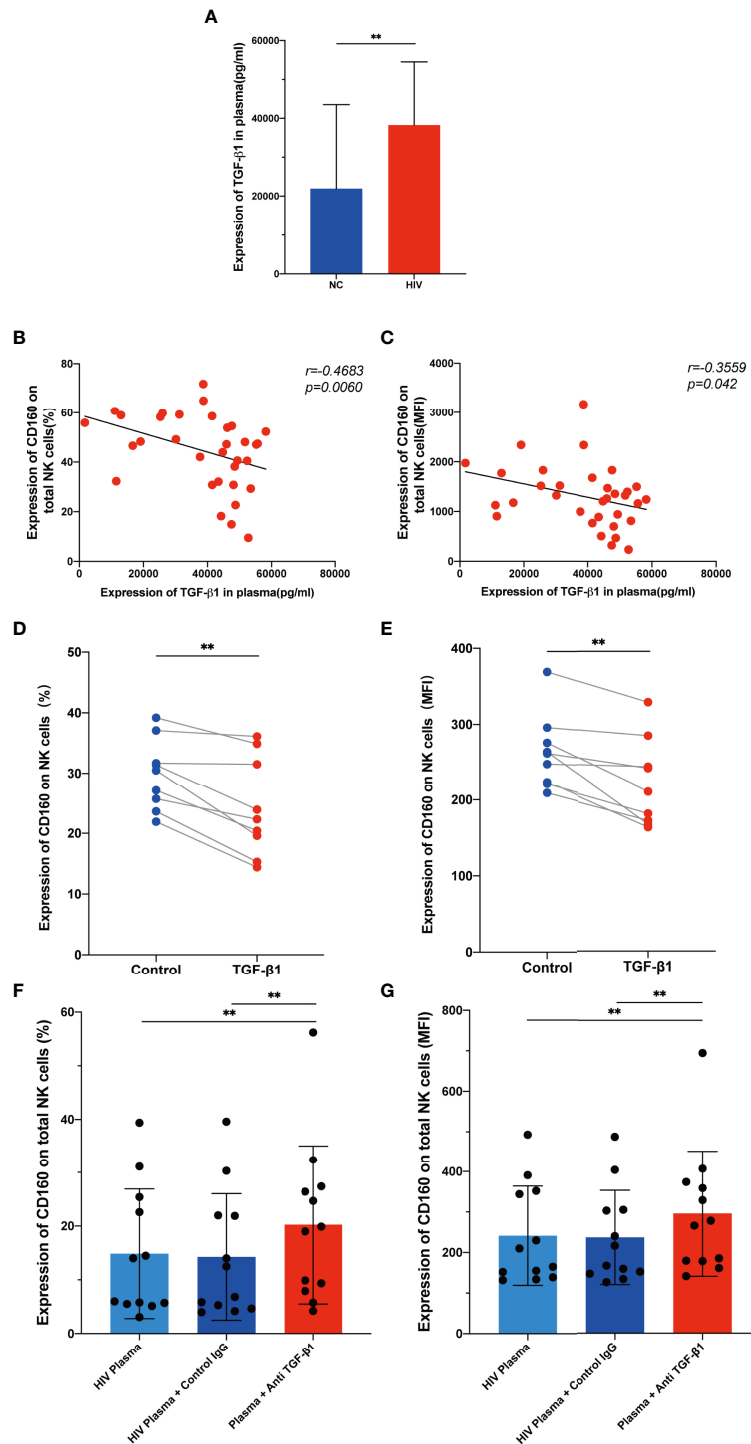 A
Expression of TGF-β1 in plasma(pg/ml)
60000
40000
20000
0
**
NC
HIV
B
Expression of CD160 on
total NK cells(%)
80
60
40
20
0
r=-0.4683
p=0.0060
0
20000
40000
60000
80000
Expression of TGF-β1 in plasma(pg/ml)
C
Expression of CD160 on
total NK cells(MFI)
4000
3000
2000
1000
0
r=-0.3559
p=0.042
0
20000
40000
60000
80000
Expression of TGF-β1 in plasma(pg/ml)
D
Expression of CD160 on NK cells (%)
50
40
30
20
10
0
**
Control
TGF-β1
E
Expression of CD160 on NK cells (MFI)
400
300
200
100
0
**
Control
TGF-β1
F
Expression of CD160 on total NK cells (%)
60
40
20
0
**
**
HIV Plasma
HIV Plasma + Control IgG
Plasma + Anti TGF-β1
G
Expression of CD160 on total NK cells (MFI)
800
600
400
200
0
**
**
HIV Plasma
HIV Plasma + Control IgG
Plasma + Anti TGF-β1